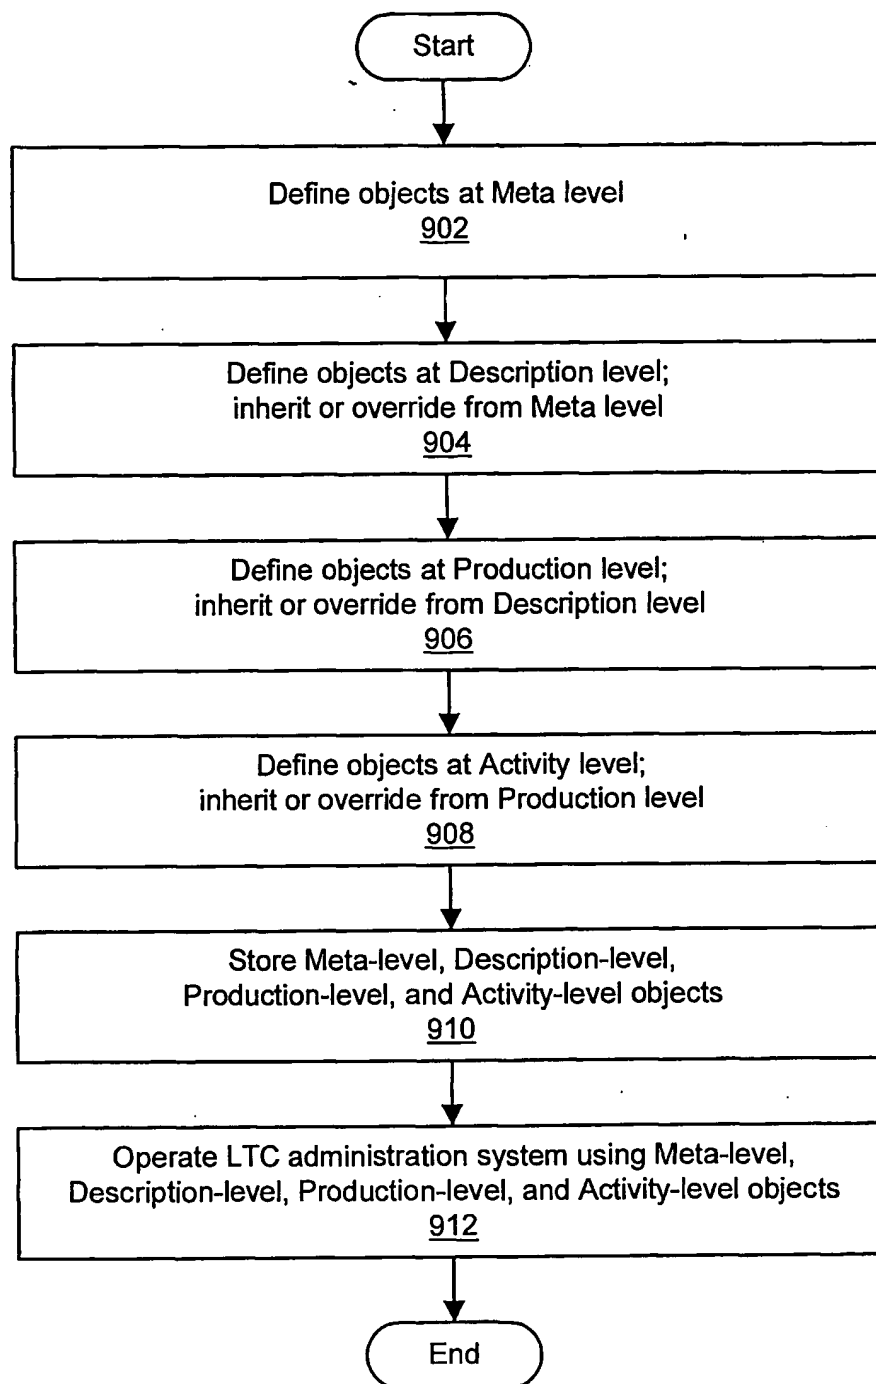 Start
Define objects at Meta level
902
Define objects at Description level;
inherit or override from Meta level
904
Define objects at Production level;
inherit or override from Description level
906
Define objects at Activity level;
inherit or override from Production level
908
Store Meta-level, Description-level,
Production-level, and Activity-level objects
910
Operate LTC administration system using Meta-level,
Description-level, Production-level, and Activity-level objects
912
End